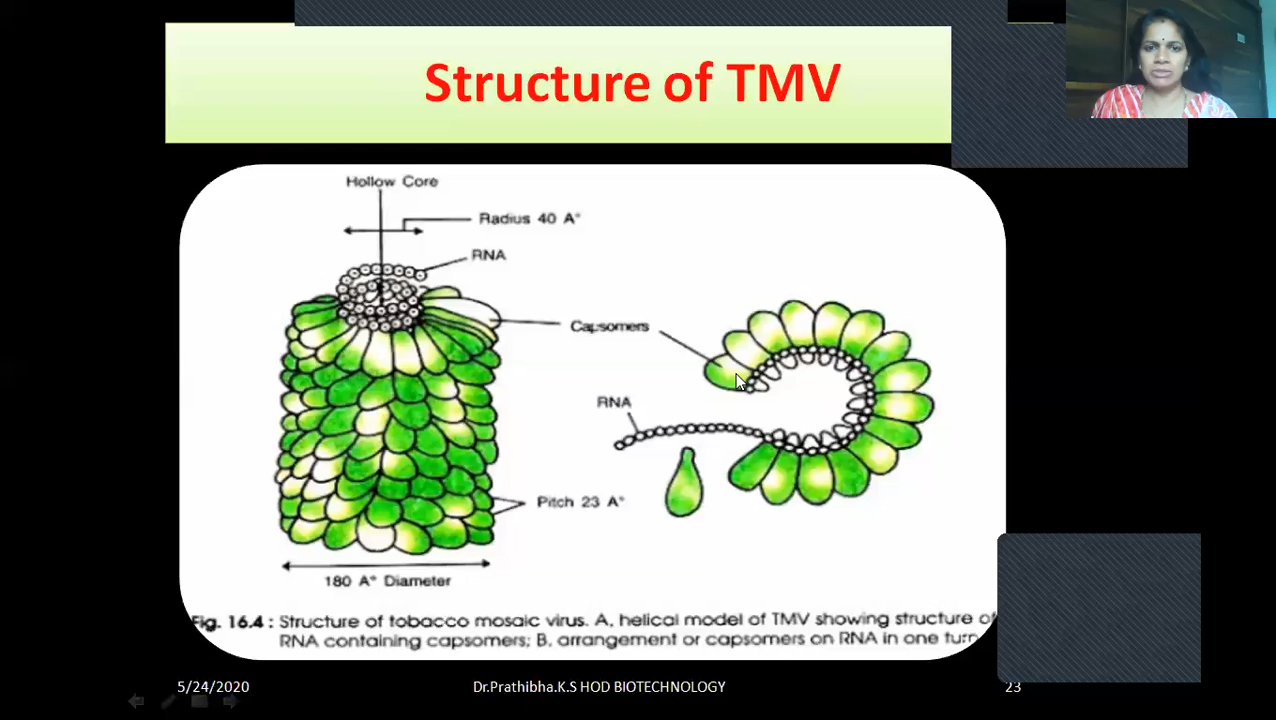 Structure of TMV
Hollow Core
Radius 40 A°
RNA
Capsomers
RNA
Pitch 23 A°
180 A° Diameter
Fig. 16.4 : Structure of tobacco mosaic virus. A, helical model of TMV showing structure of
RNA containing capsomers; B, arrangement or capsomers on RNA in one turn
5/24/2020
Dr.Prathibha.K.S HOD BIOTECHNOLOGY
23